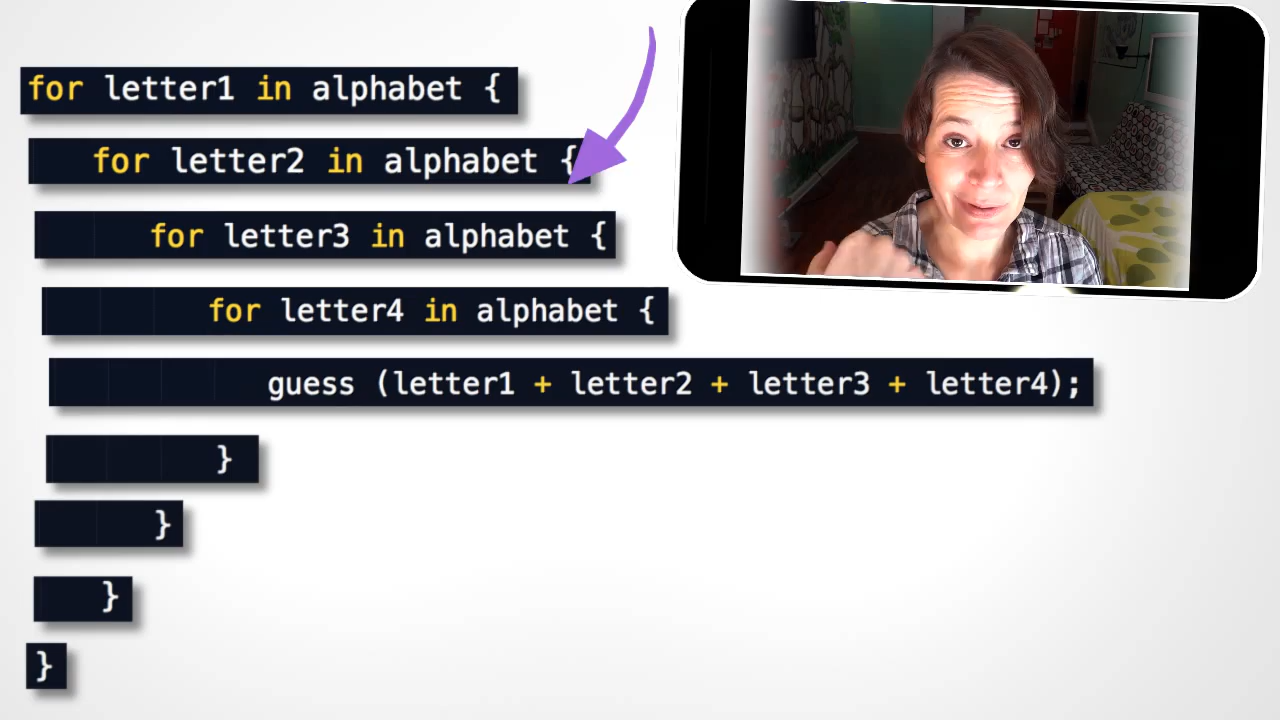 for letter1 in alphabet {
for letter2 in alphabet {
for letter3 in alphabet {
for letter4 in alphabet {
guess (letter1 + letter2 + letter3 + letter4);
}
}
}
}